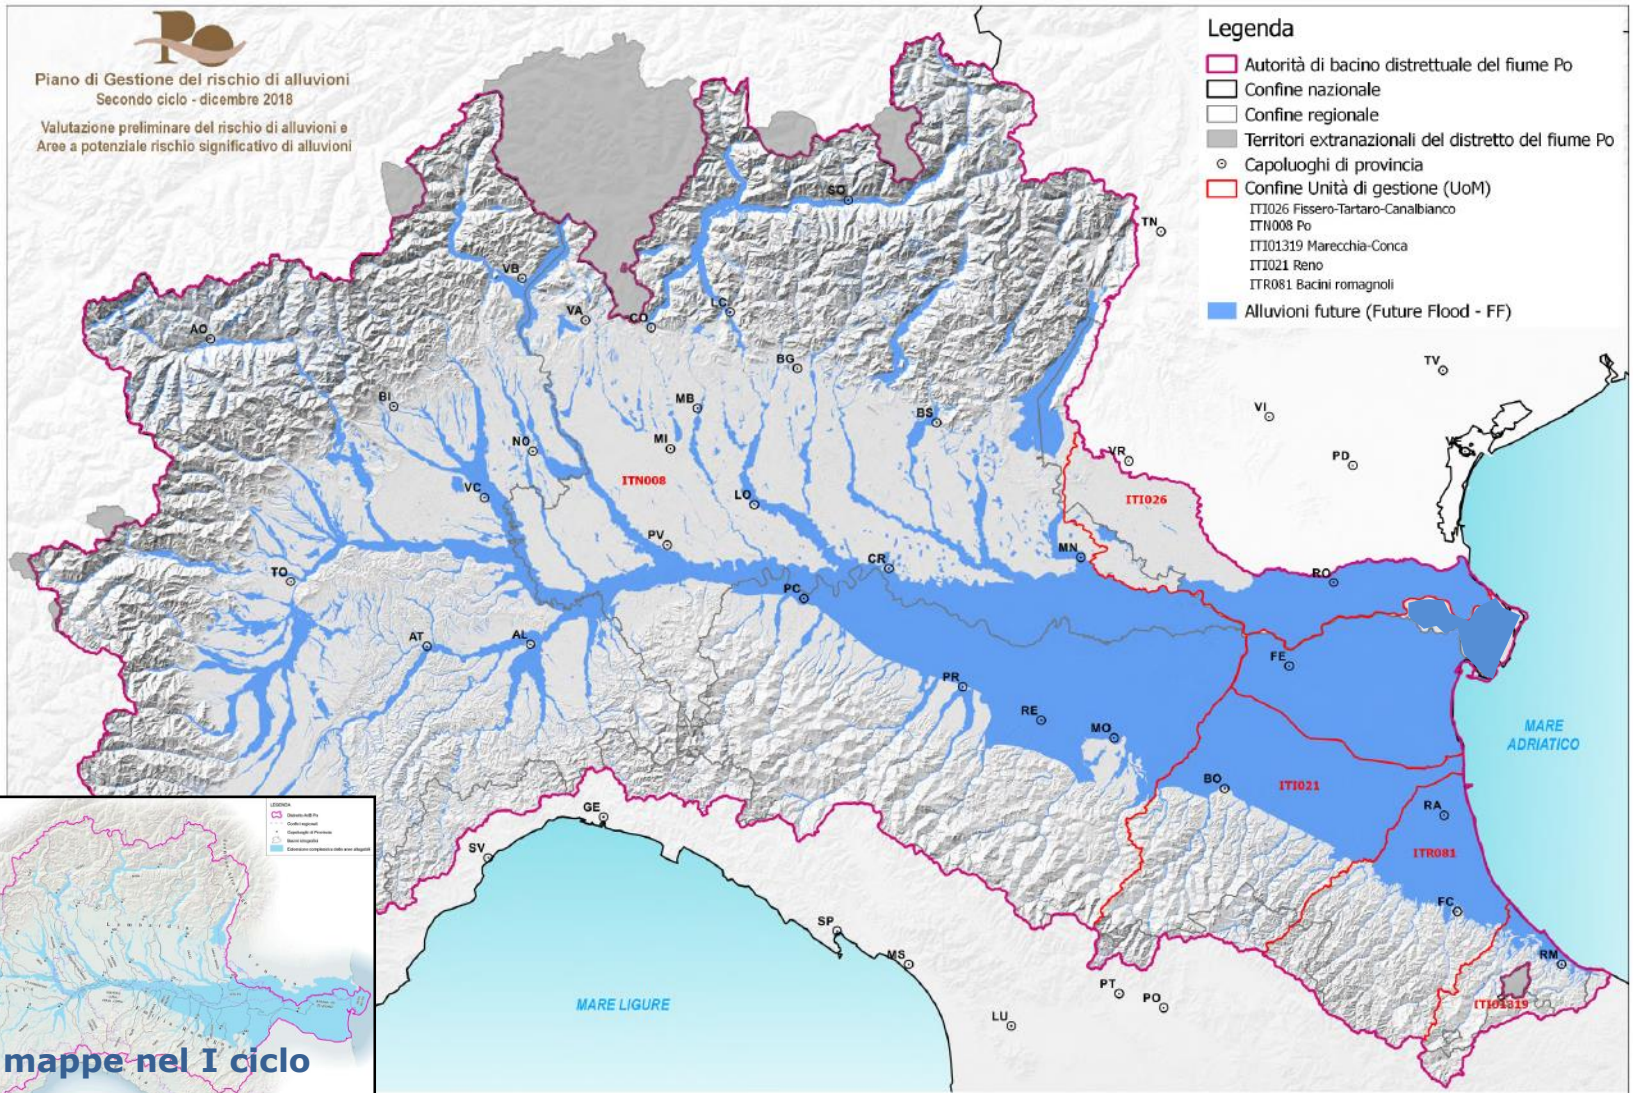 Po
Piano di Gestione del rischio di alluvioni
Secondo ciclo - dicembre 2018
Valutazione preliminare del rischio di alluvioni e
Aree a potenziale rischio significativo di alluvioni
Legenda
Autorità di bacino distrettuale del fiume Po
Confine nazionale
Confine regionale
Territori extranazionali del distretto del fiume Po
Capoluoghi di provincia
Confine Unità di gestione (UoM)
ITI026 Fissero-Tartaro-Canalbianco
ITN008 Po
ITI01319 Marecchia-Conca
ITI021 Reno
ITR081 Bacini romagnoli
Alluvioni future (Future Flood - FF)
SO
TN
VB
LC
VA
CO
AO
BG
TV
BI
MB
BS
VI
NO
MI
VE
VR
PD
ITN008
VC
LO
ITI026
PV
MN
CR
TO
RO
PC
AT
AL
FE
PR
RE
MO
MARE
ADRIATICO
BO
ITI021
GE
RA
SV
ITR081
FC
SP
RM
MS
PT
PO
ITI01319
MARE LIGURE
LU
LEGENDA
Lombardia
mappe nel I ciclo